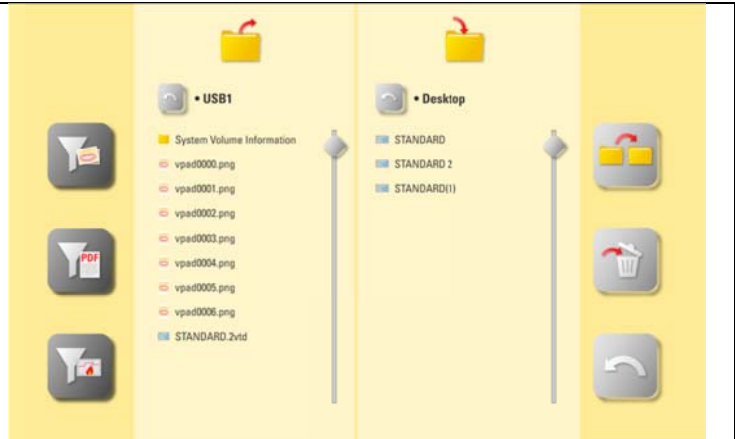 • USB1
System Volume Information
vpad0000.png
vpad0001.png
vpad0002.png
vpad0003.png
vpad0004.png
vpad0005.png
vpad0006.png
STANDARD.2vtd
• Desktop
STANDARD
STANDARD 2
STANDARD(1)
PDF